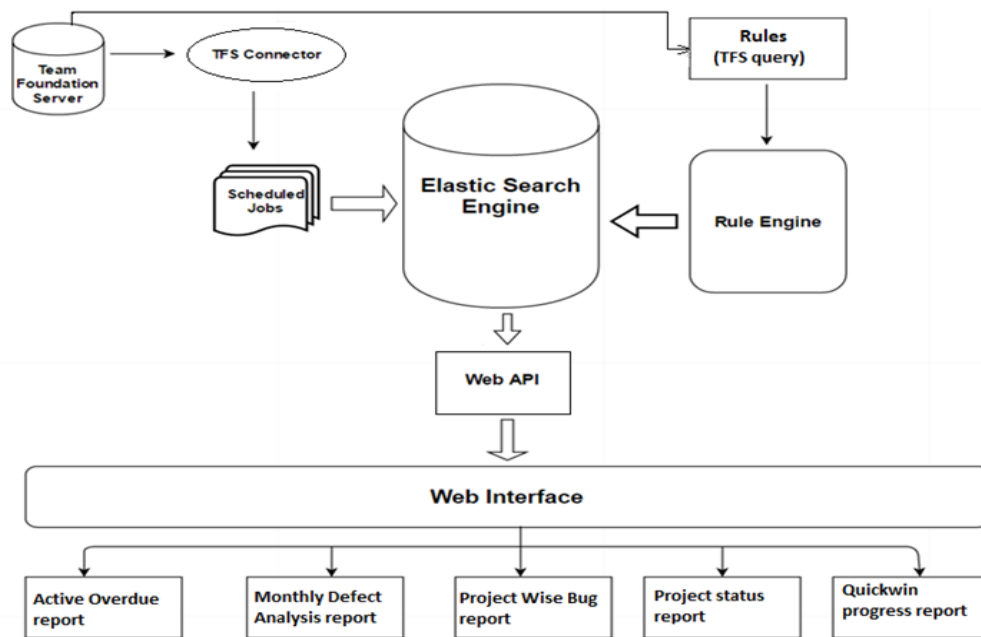 Team
Foundation
Server
TFS Connector
Rules
(TFS query)
Scheduled
Jobs
Elastic Search
Engine
Rule Engine
Web API
Web Interface
Active Overdue
report
Monthly Defect
Analysis report
Project Wise Bug
report
Project status
report
Quickwin
progress report